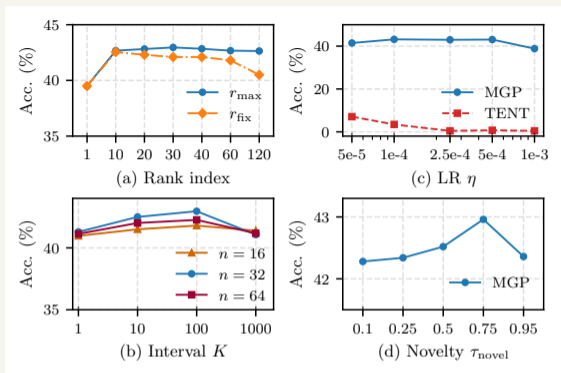 45
40
35
Acc. (%)
r_max
r_fix
1 10 20 30 40 60 120
(a) Rank index
40
20
0
Acc. (%)
MGP
TENT
5e-5 1e-4 2.5e-4 5e-4 1e-3
(c) LR η
40
35
Acc. (%)
n = 16
n = 32
n = 64
1 10 100 1000
(b) Interval K
43
42
Acc. (%)
MGP
0.1 0.25 0.5 0.75 0.95
(d) Novelty τ_novel